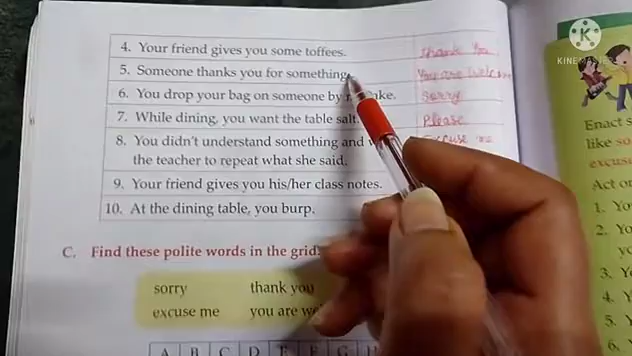 4. Your friend gives you some toffees. thank you
5. Someone thanks you for something. You are Welcome
6. You drop your bag on someone by Sorry
7. While dining, you want the table salt. Please
8. You didn't understand something and Excuse me
the teacher to repeat what she said.
9. Your friend gives you his/her class notes.
10. At the dining table, you burp.
C. Find these polite words in the grid.
sorry thank you
excuse me you are
A B C D E F G H
KINEMASTER
Enact s
like so
excuse
Act or
1. Yo
2. Yo
yo
3. Yo
4. Y
5. Y
6.